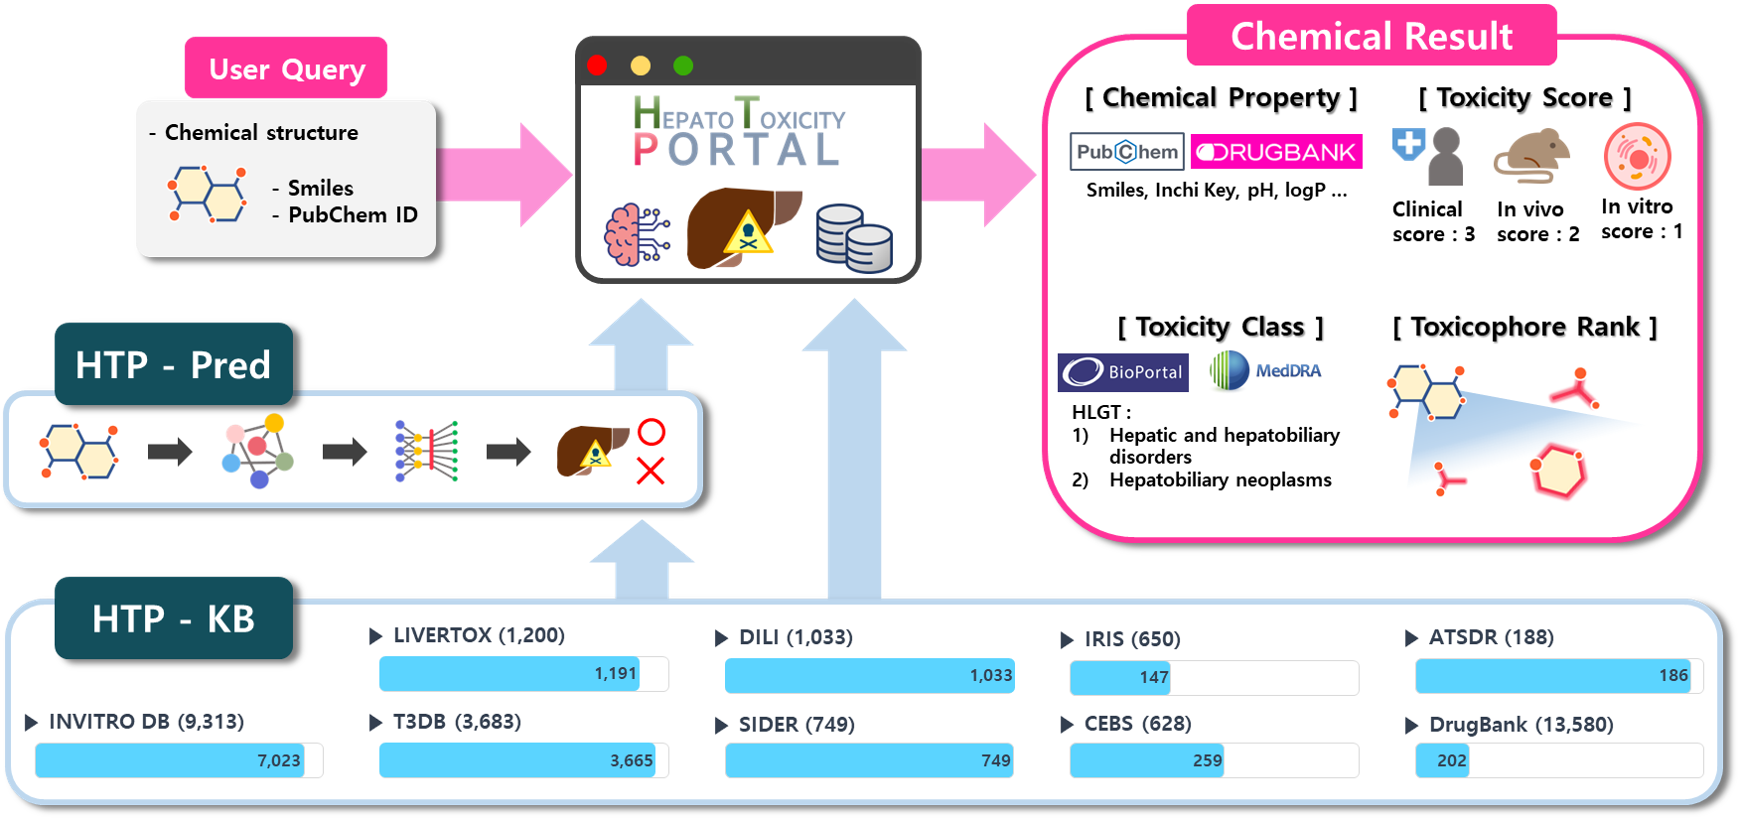 User Query
- Chemical structure
- Smiles
- PubChem ID
HEPATOTOXICITY
PORTAL
Chemical Result
[ Chemical Property ]
PubChem
DRUGBANK
Smiles, Inchi Key, pH, logP ...
[ Toxicity Score ]
Clinical
score : 3
In vivo
score : 2
In vitro
score : 1
[ Toxicity Class ]
BioPortal
MedDRA
HLGT :
1) Hepatic and hepatobiliary
disorders
2) Hepatobiliary neoplasms
[ Toxicophore Rank ]
HTP - Pred
HTP - KB
LIVERTOX (1,200)
1,191
DILI (1,033)
1,033
IRIS (650)
147
ATSDR (188)
186
INVITRO DB (9,313)
7,023
T3DB (3,683)
3,665
SIDER (749)
749
CEBS (628)
259
DrugBank (13,580)
202